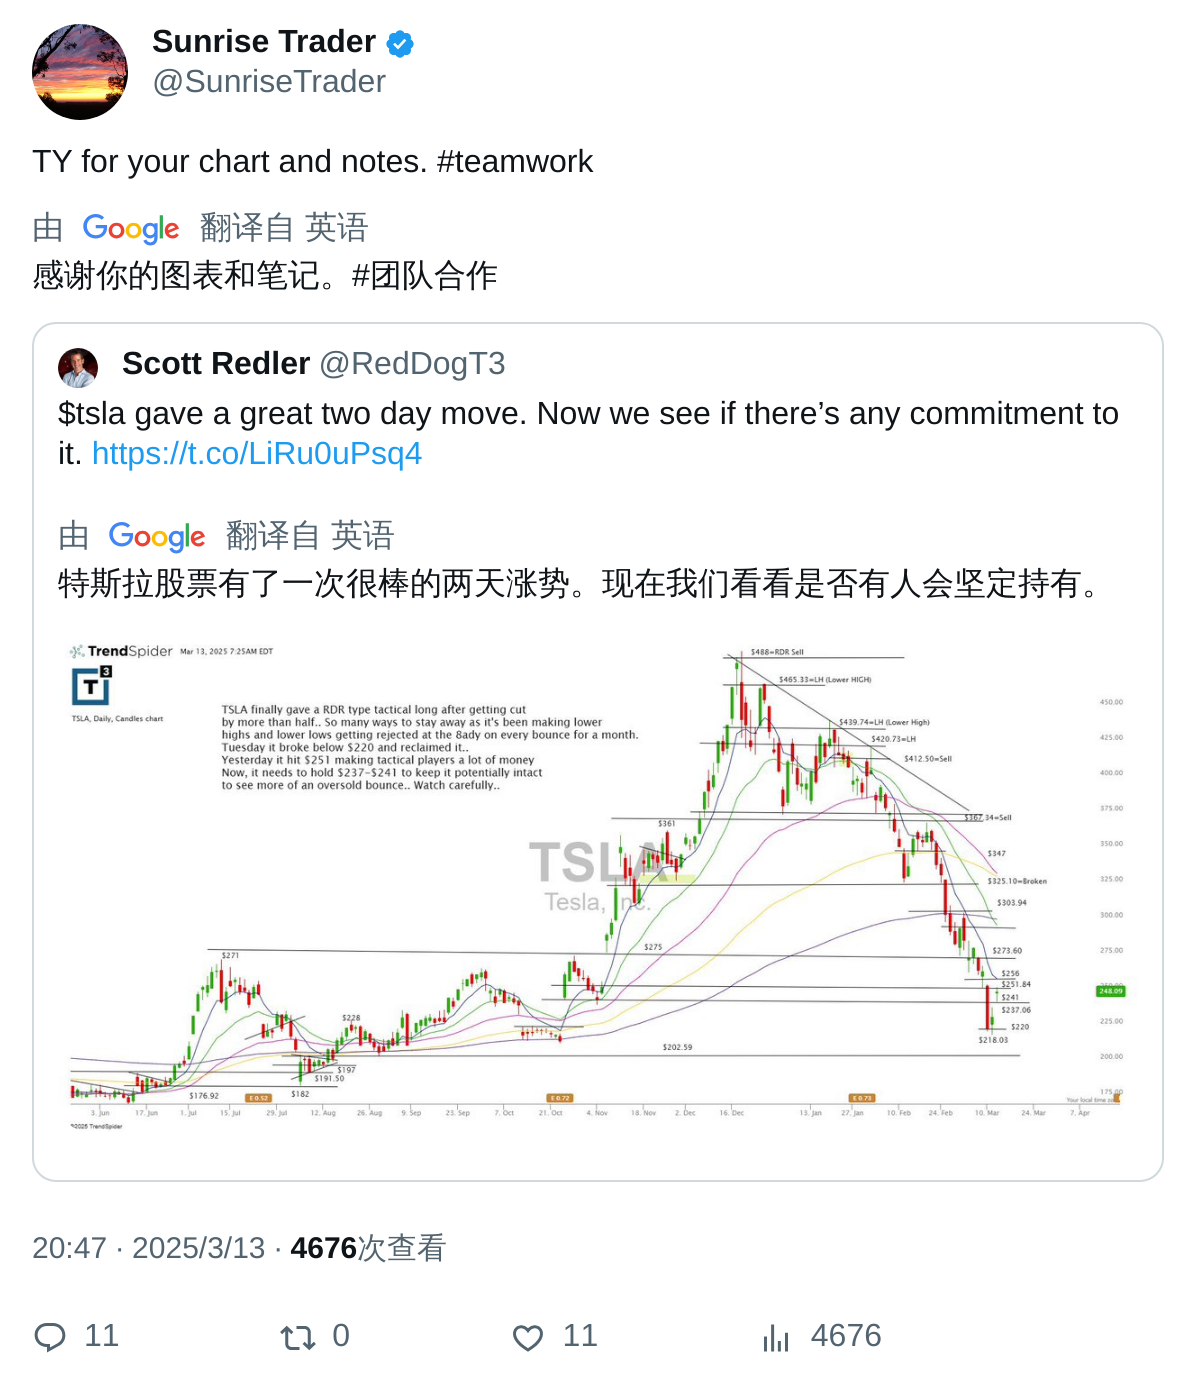 Sunrise Trader
@SunriseTrader
TY for your chart and notes. #teamwork
由 Google 翻译自 英语
感谢你的图表和笔记。#团队合作
Scott Redler @RedDogT3
$tsla gave a great two day move. Now we see if there’s any commitment to
it. https://t.co/LiRu0uPsq4
由 Google 翻译自 英语
特斯拉股票有了一次很棒的两天涨势。现在我们看看是否有人会坚定持有。
TrendSpider Mar 13, 2025 7:25AM EDT
T3
TSLA, Daily, Candles chart
TSLA finally gave a RDR type tactical long after getting cut
by more than half.. So many ways to stay away as it's been making lower
highs and lower lows getting rejected at the 8ady on every bounce for a month.
Tuesday it broke below $220 and reclaimed it..
Yesterday it hit $251 making tactical players a lot of money
Now, it needs to hold $237-$241 to keep it potentially intact
to see more of an oversold bounce.. Watch carefully..
TSLA
Tesla, Inc.
$488=RDR Sell
$465.33=LH (Lower HIGH)
$439.74=LH (Lower High)
$420.73=LH
$412.50=Sell
$367.34=Sell
$361
$347
$325.10=Broken
$303.94
$275
$273.60
$271
$256
$251.84
$241
$237.06
$228
$220
$218.03
$202.59
$197
$191.50
$182
$176.92
450.00
425.00
400.00
375.00
350.00
325.00
300.00
275.00
248.09
225.00
200.00
175.00
E 0.52
E 0.72
E 0.73
Your local time
3. Jun 17. Jun 1. Jul 15. Jul 29. Jul 12. Aug 26. Aug 9. Sep 23. Sep 7. Oct 21. Oct 4. Nov 18. Nov 2. Dec 16. Dec 13. Jan 27. Jan 10. Feb 24. Feb 10. Mar 24. Mar 7. Apr
©2025 TrendSpider
20:47 · 2025/3/13 · 4676次查看
11 0 11 4676